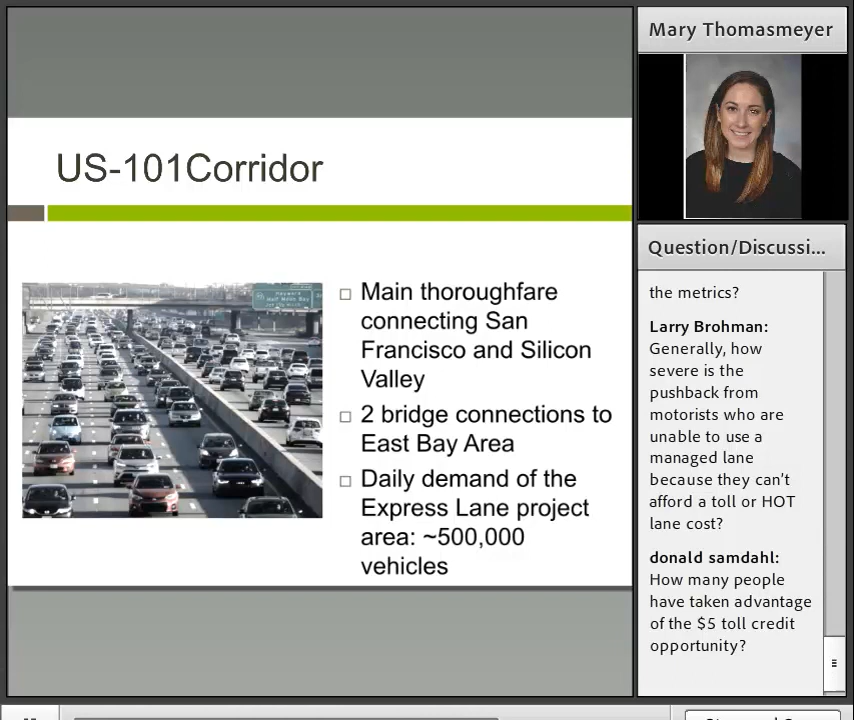 Mary Thomasmeyer
US-101Corridor
Main thoroughfare
connecting San
Francisco and Silicon
Valley
2 bridge connections to
East Bay Area
Daily demand of the
Express Lane project
area: ~500,000
vehicles
Question/Discussi...
the metrics?
Larry Brohman:
Generally, how
severe is the
pushback from
motorists who are
unable to use a
managed lane
because they can't
afford a toll or HOT
lane cost?
donald samdahl:
How many people
have taken advantage
of the $5 toll credit
opportunity?